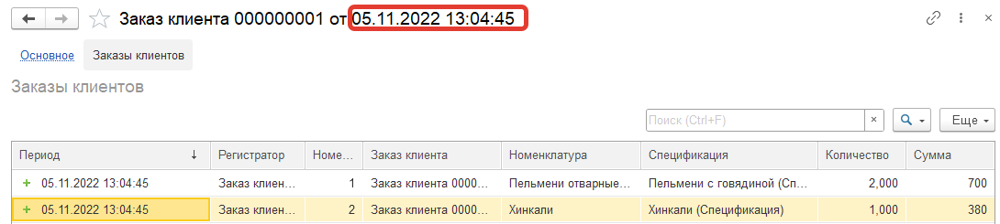 Заказ клиента 000000001 от 05.11.2022 13:04:45
Основное Заказы клиентов
Заказы клиентов
Поиск (Ctrl+F) × Еще
Период ↓ Регистратор Номе... Заказ клиента Номенклатура Спецификация Количество Сумма
+ 05.11.2022 13:04:45 Заказ клиен... 1 Заказ клиента 0000... Пельмени отварные... Пельмени с говядиной (Сп... 2,000 700
+ 05.11.2022 13:04:45 Заказ клиен... 2 Заказ клиента 0000... Хинкали Хинкали (Спецификация) 1,000 380